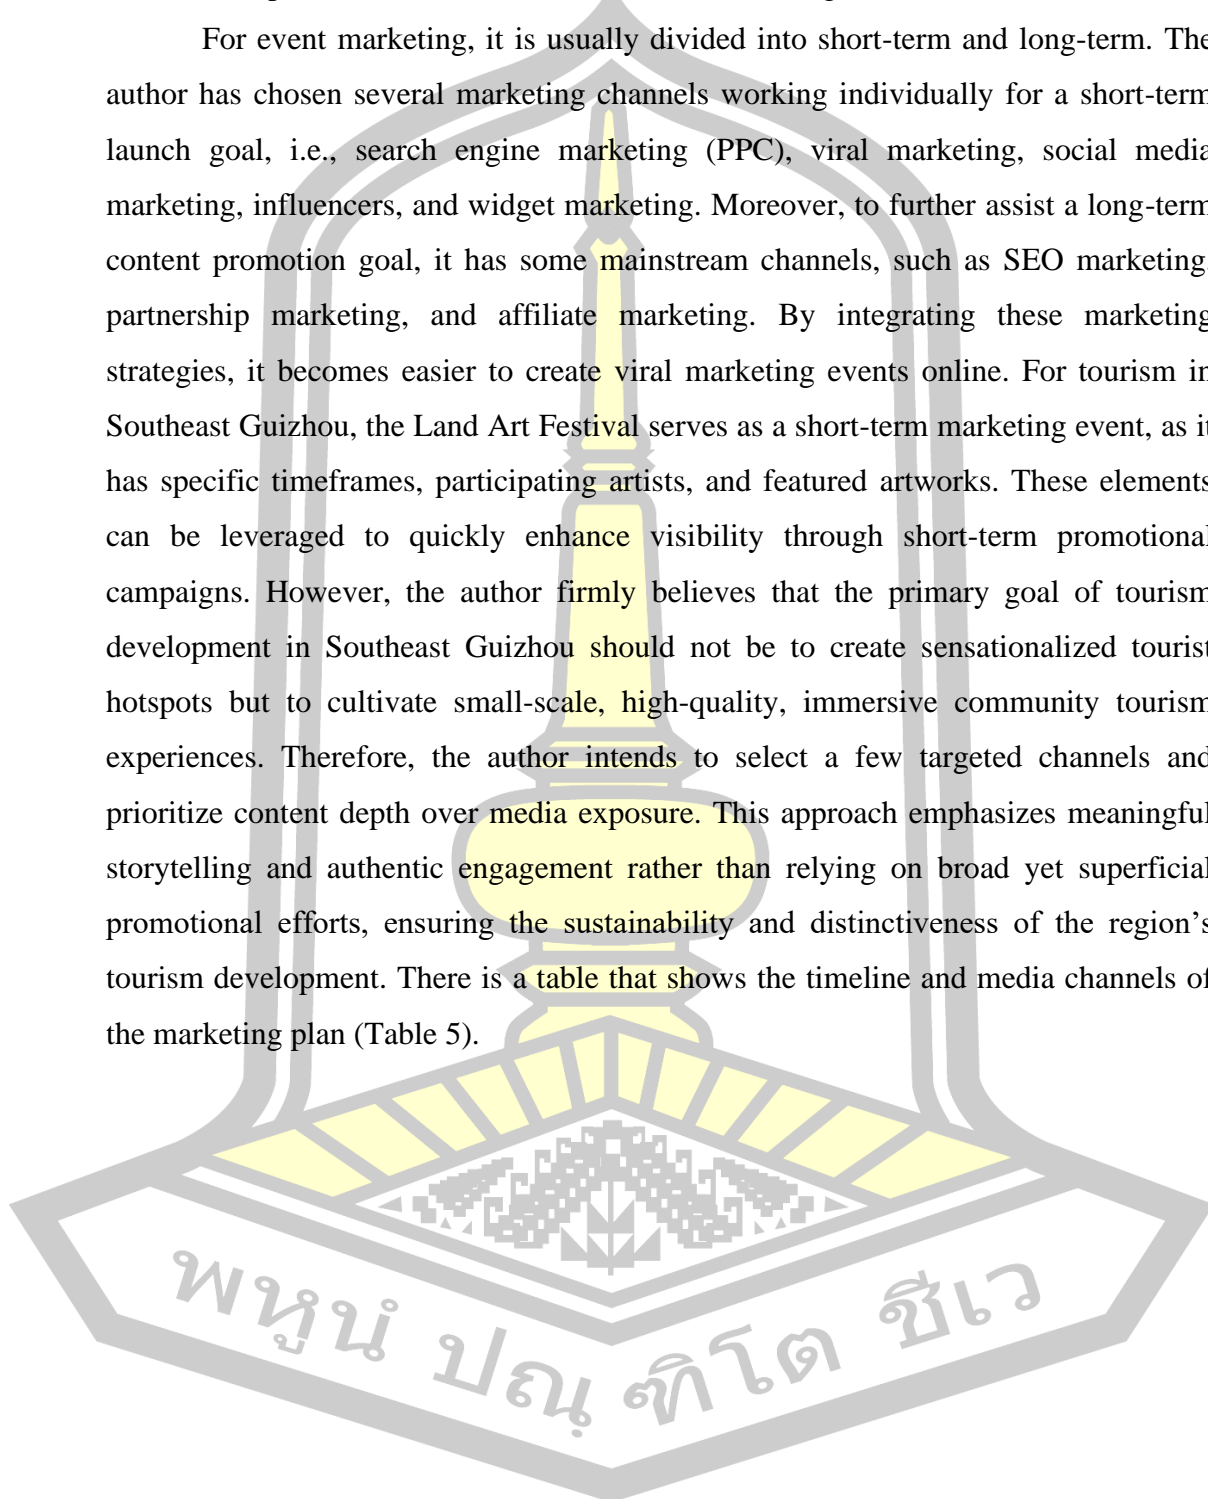 For event marketing, it is usually divided into short-term and long-term. The
author has chosen several marketing channels working individually for a short-term
launch goal, i.e., search engine marketing (PPC), viral marketing, social media
marketing, influencers, and widget marketing. Moreover, to further assist a long-term
content promotion goal, it has some mainstream channels, such as SEO marketing,
partnership marketing, and affiliate marketing. By integrating these marketing
strategies, it becomes easier to create viral marketing events online. For tourism in
Southeast Guizhou, the Land Art Festival serves as a short-term marketing event, as it
has specific timeframes, participating artists, and featured artworks. These elements
can be leveraged to quickly enhance visibility through short-term promotional
campaigns. However, the author firmly believes that the primary goal of tourism
development in Southeast Guizhou should not be to create sensationalized tourist
hotspots but to cultivate small-scale, high-quality, immersive community tourism
experiences. Therefore, the author intends to select a few targeted channels and
prioritize content depth over media exposure. This approach emphasizes meaningful
storytelling and authentic engagement rather than relying on broad yet superficial
promotional efforts, ensuring the sustainability and distinctiveness of the region’s
tourism development. There is a table that shows the timeline and media channels of
the marketing plan (Table 5).
พหูนํ ปณฺฑิโต ชีเว